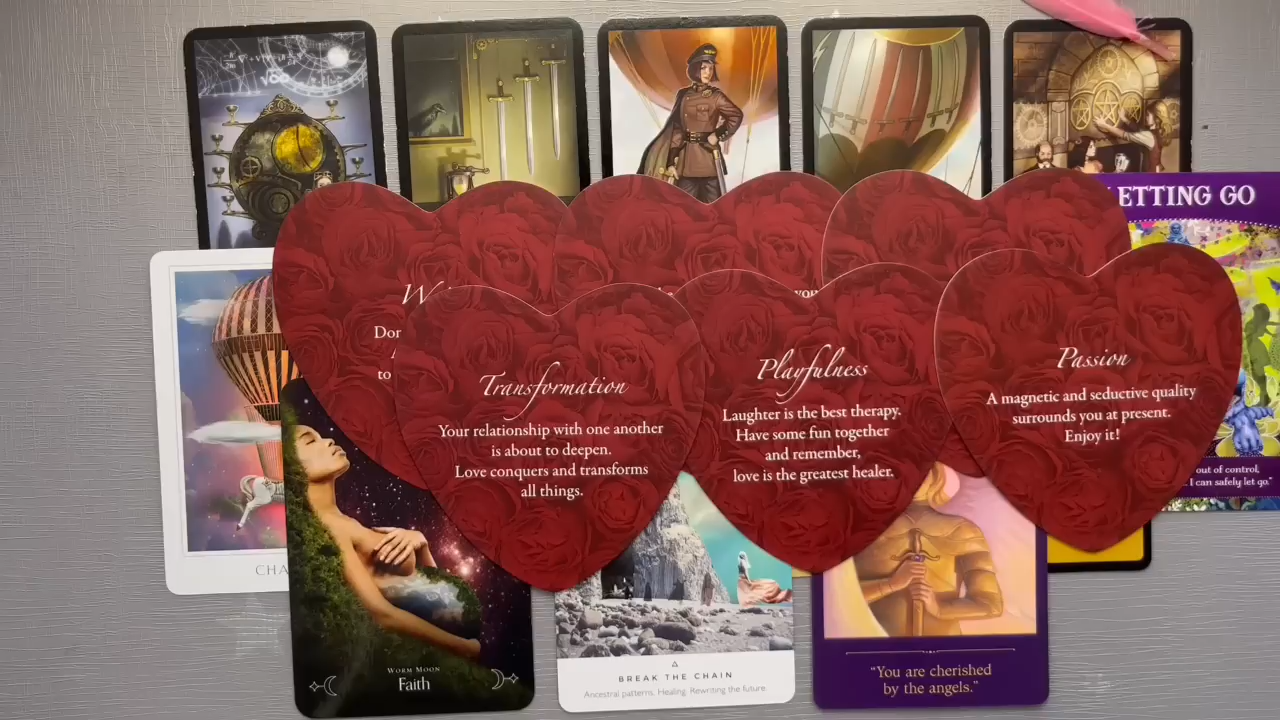 ETTING GO
W
Don
to
Transformation
Your relationship with one another
is about to deepen.
Love conquers and transforms
all things.
Playfulness
Laughter is the best therapy.
Have some fun together
and remember,
love is the greatest healer.
Passion
A magnetic and seductive quality
surrounds you at present.
Enjoy it!
out of control,
I can safely let go."
CHA
WORM MOON
Faith
BREAK THE CHAIN
Ancestral patterns. Healing. Rewriting the future.
"You are cherished
by the angels."